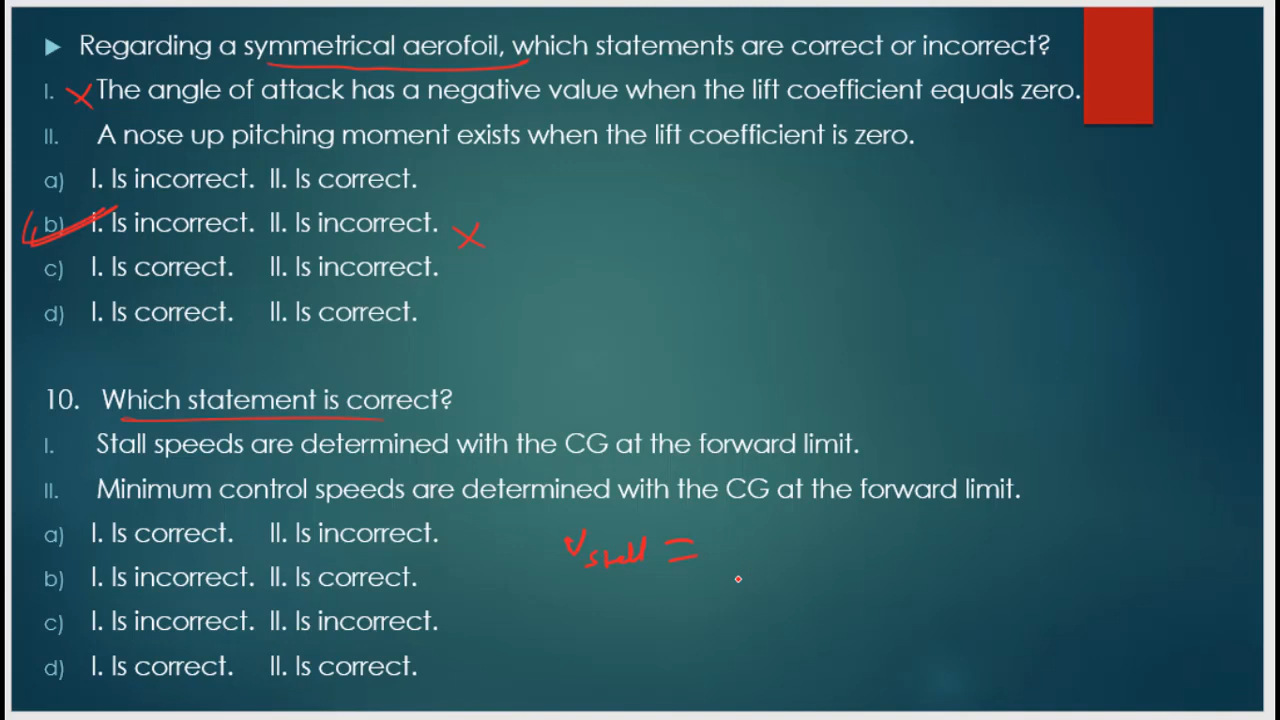 Regarding a symmetrical aerofoil, which statements are correct or incorrect?
I. The angle of attack has a negative value when the lift coefficient equals zero.
II. A nose up pitching moment exists when the lift coefficient is zero.
a) I. Is incorrect. II. Is correct.
b) I. Is incorrect. II. Is incorrect.
c) I. Is correct. II. Is incorrect.
d) I. Is correct. II. Is correct.
10. Which statement is correct?
I. Stall speeds are determined with the CG at the forward limit.
II. Minimum control speeds are determined with the CG at the forward limit.
a) I. Is correct. II. Is incorrect.
Vstall =
b) I. Is incorrect. II. Is correct.
c) I. Is incorrect. II. Is incorrect.
d) I. Is correct. II. Is correct.